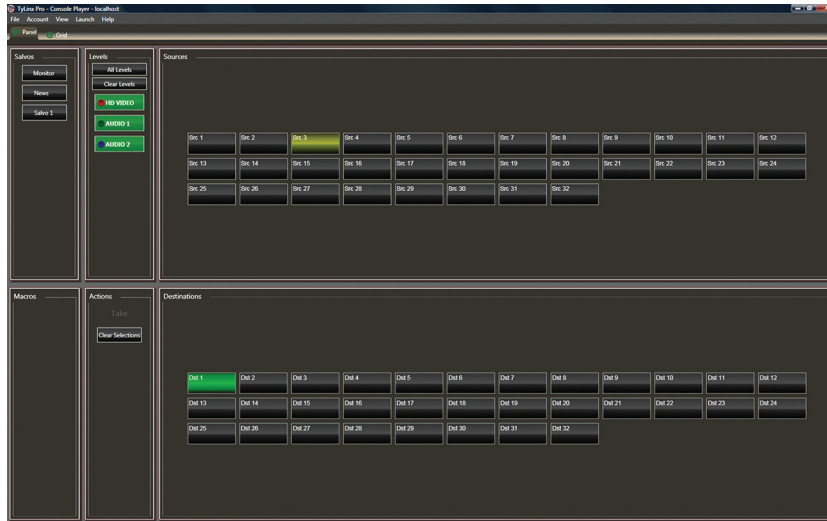 TyLinx Pro - Console Player - localhost
File Account View Launch Help
Panel Grid
Salvos
Monitor
News
Salvo 1
Levels
All Levels
Clear Levels
HD VIDEO
AUDIO 1
AUDIO 2
Sources
Src 1 Src 2 Src 3 Src 4 Src 5 Src 6 Src 7 Src 8 Src 9 Src 10 Src 11 Src 12
Src 13 Src 14 Src 15 Src 16 Src 17 Src 18 Src 19 Src 20 Src 21 Src 22 Src 23 Src 24
Src 25 Src 26 Src 27 Src 28 Src 29 Src 30 Src 31 Src 32
Macros
Actions
Take
Clear Selections
Destinations
Dst 1 Dst 2 Dst 3 Dst 4 Dst 5 Dst 6 Dst 7 Dst 8 Dst 9 Dst 10 Dst 11 Dst 12
Dst 13 Dst 14 Dst 15 Dst 16 Dst 17 Dst 18 Dst 19 Dst 20 Dst 21 Dst 22 Dst 23 Dst 24
Dst 25 Dst 26 Dst 27 Dst 28 Dst 29 Dst 30 Dst 31 Dst 32